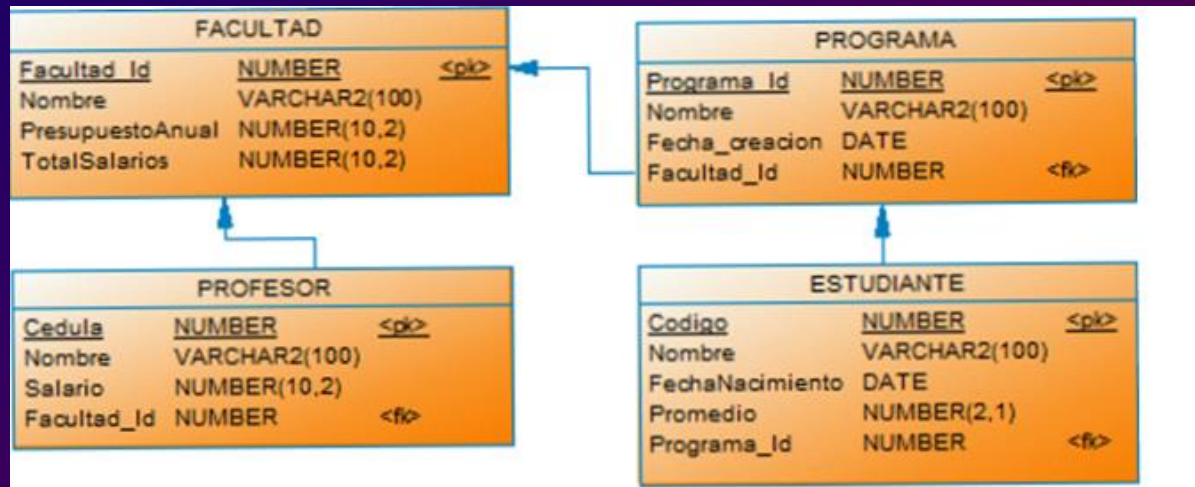 FACULTAD
Facultad_Id NUMBER <pk>
Nombre VARCHAR2(100)
PresupuestoAnual NUMBER(10,2)
TotalSalarios NUMBER(10,2)
PROGRAMA
Programa_Id NUMBER <pk>
Nombre VARCHAR2(100)
Fecha_creacion DATE
Facultad_Id NUMBER <fk>
PROFESOR
Cedula NUMBER <pk>
Nombre VARCHAR2(100)
Salario NUMBER(10,2)
Facultad_Id NUMBER <fk>
ESTUDIANTE
Codigo NUMBER <pk>
Nombre VARCHAR2(100)
FechaNacimiento DATE
Promedio NUMBER(2,1)
Programa_Id NUMBER <fk>